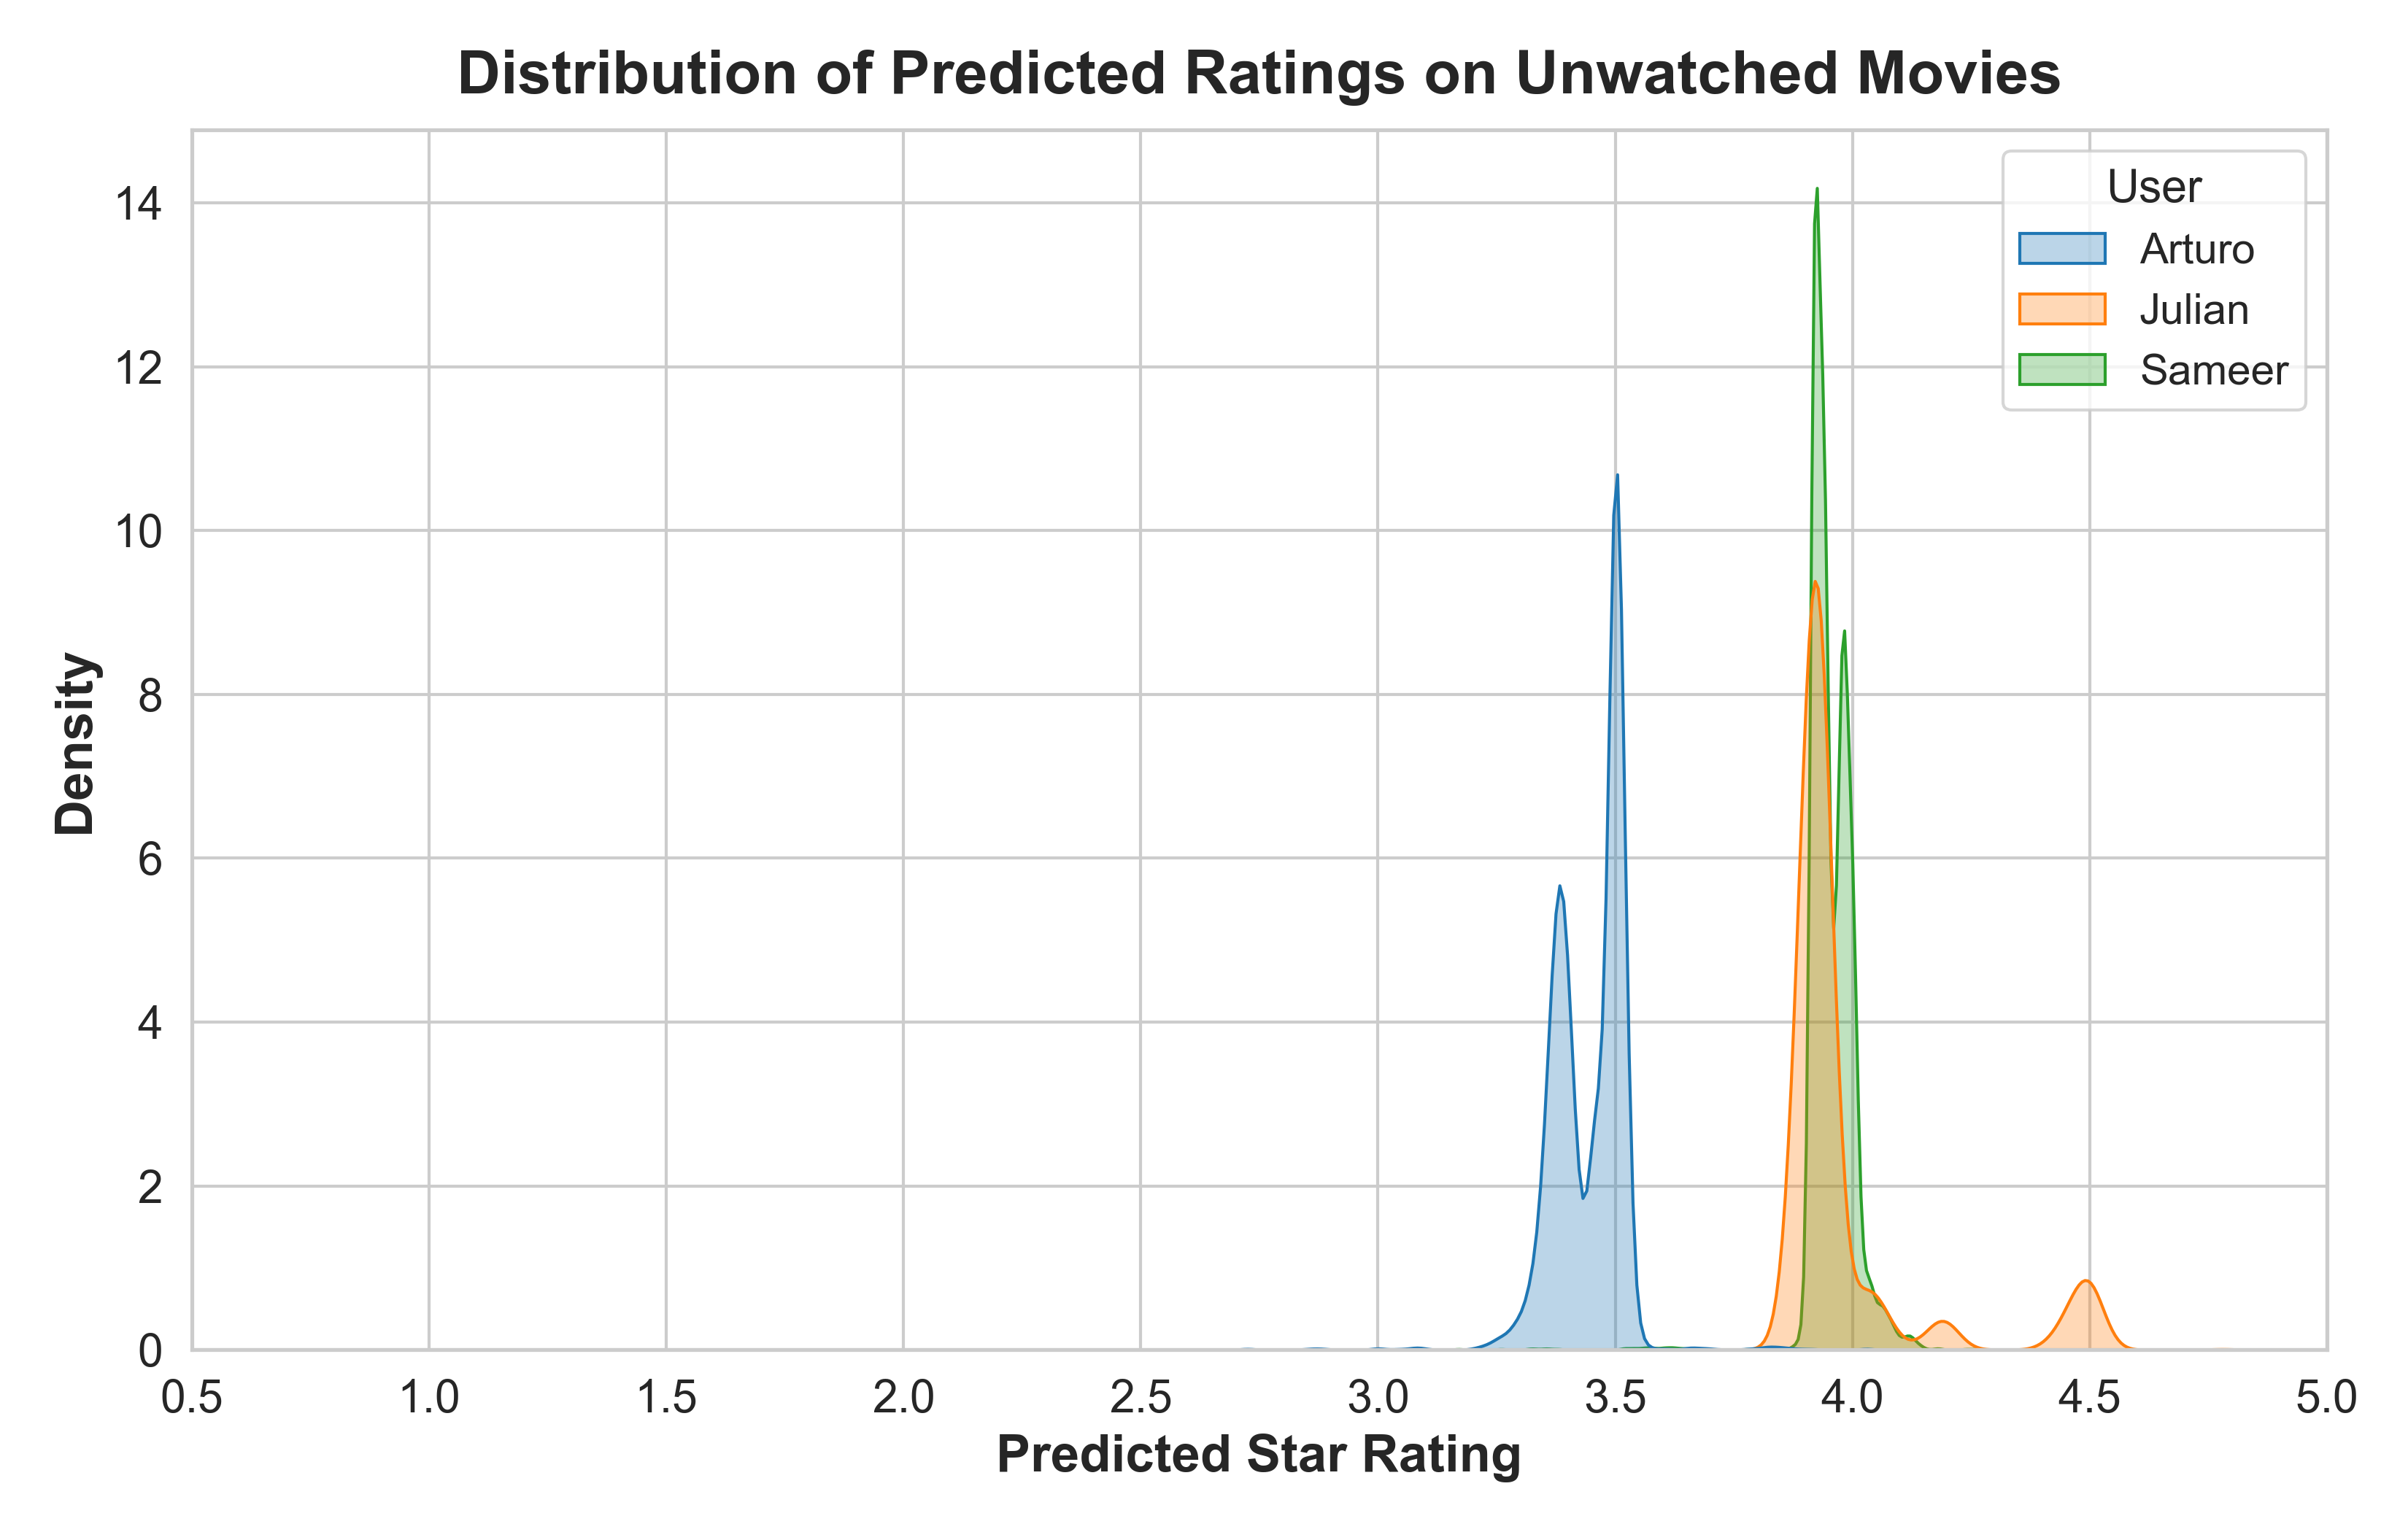 Distribution of Predicted Ratings on Unwatched Movies
User
Arturo
Julian
Sameer
Density
14
12
10
8
6
4
2
0
0.5 1.0 1.5 2.0 2.5 3.0 3.5 4.0 4.5 5.0
Predicted Star Rating